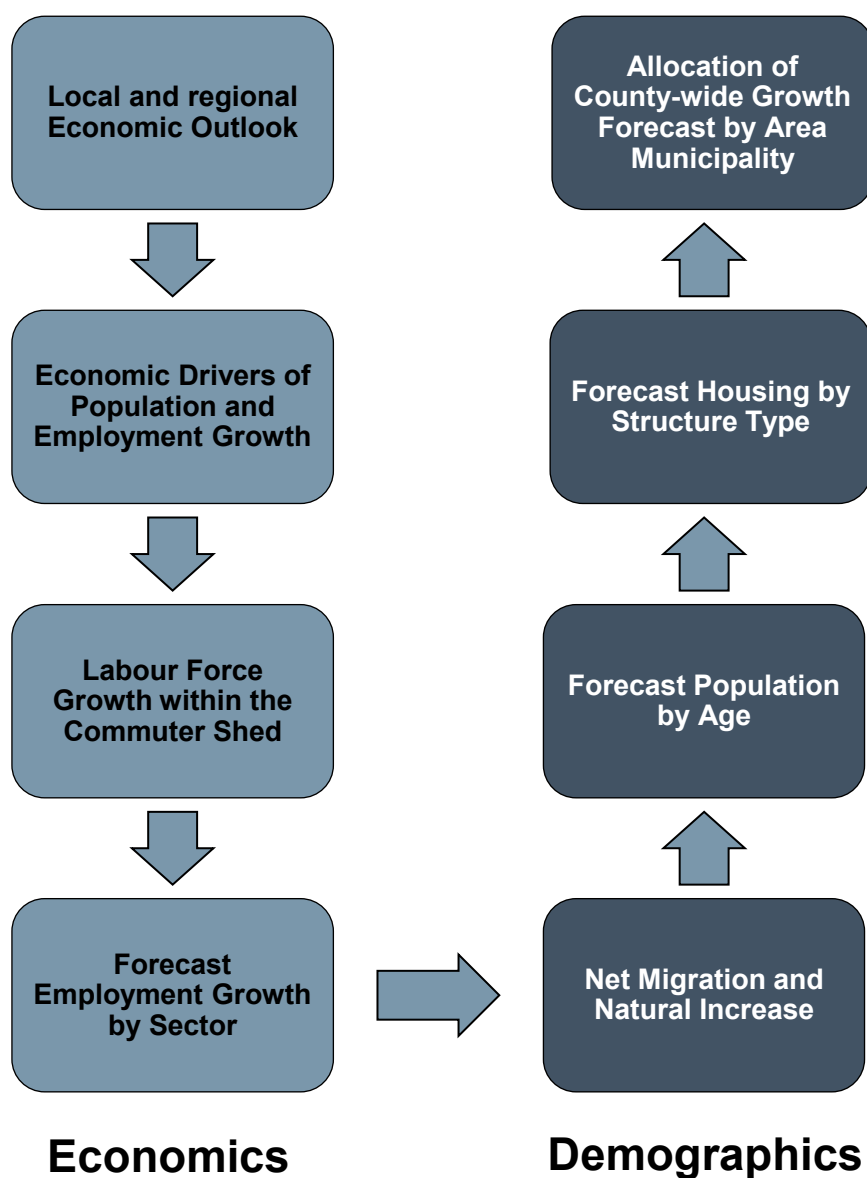 Local and regional
Economic Outlook
Economic Drivers of
Population and
Employment Growth
Labour Force
Growth within the
Commuter Shed
Forecast
Employment Growth
by Sector
Economics
Allocation of
County-wide Growth
Forecast by Area
Municipality
Forecast Housing by
Structure Type
Forecast Population
by Age
Net Migration and
Natural Increase
Demographics